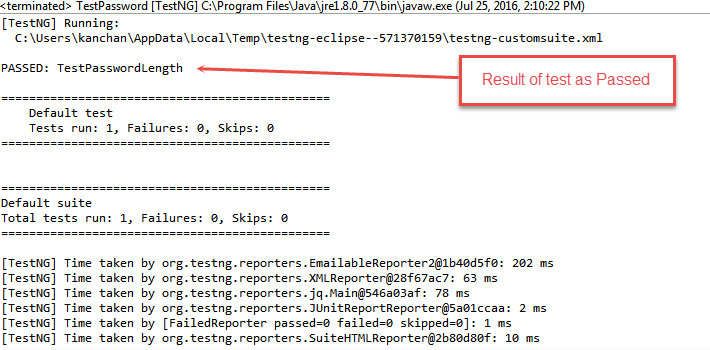 <terminated> TestPassword [TestNG] C:\Program Files\Java\jre1.8.0_77\bin\javaw.exe (Jul 25, 2016, 2:10:22 PM)
[TestNG] Running:
C:\Users\kanchan\AppData\Local\Temp\testng-eclipse--571370159\testng-customsuite.xml
PASSED: TestPasswordLength
Result of test as Passed
===============================================
Default test
Tests run: 1, Failures: 0, Skips: 0
===============================================
===============================================
Default suite
Total tests run: 1, Failures: 0, Skips: 0
===============================================
[TestNG] Time taken by org.testng.reporters.EmailableReporter2@1b40d5f0: 202 ms
[TestNG] Time taken by org.testng.reporters.XMLReporter@28f67ac7: 63 ms
[TestNG] Time taken by org.testng.reporters.jq.Main@546a03af: 78 ms
[TestNG] Time taken by org.testng.reporters.JUnitReportReporter@5a01ccaa: 2 ms
[TestNG] Time taken by [FailedReporter passed=0 failed=0 skipped=0]: 1 ms
[TestNG] Time taken by org.testng.reporters.SuiteHTMLReporter@2b80d80f: 10 ms